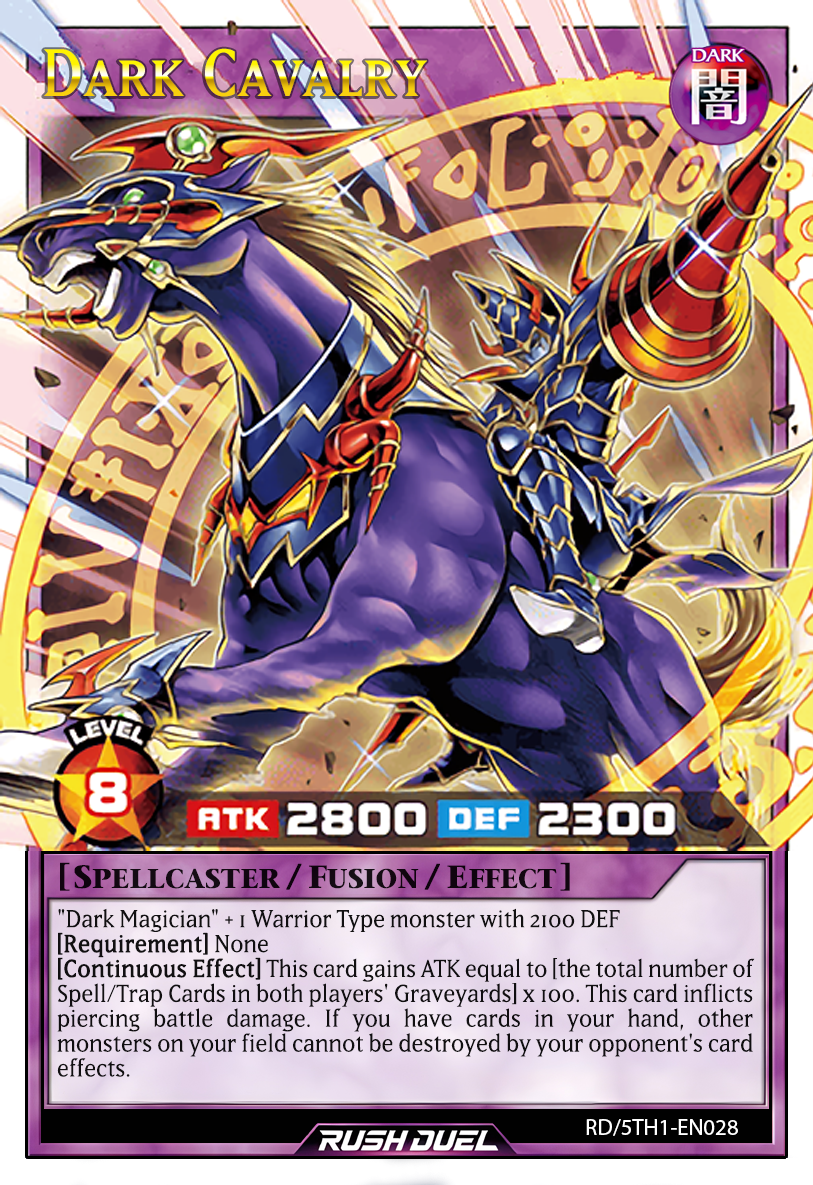 DARK CAVALRY
DARK
闇
LEVEL
8
ATK 2800 DEF 2300
[SPELLCASTER / FUSION / EFFECT]
"Dark Magician" + 1 Warrior Type monster with 2100 DEF
[Requirement] None
[Continuous Effect] This card gains ATK equal to [the total number of
Spell/Trap Cards in both players' Graveyards] x 100. This card inflicts
piercing battle damage. If you have cards in your hand, other
monsters on your field cannot be destroyed by your opponent's card
effects.
RD/5TH1-EN028
RUSH DUEL